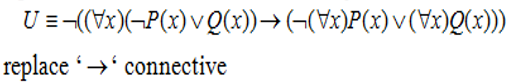 U ≡ ¬((∀x)(¬P(x) ∨ Q(x)) → (¬(∀x)P(x) ∨ (∀x)Q(x)))
replace ‘ → ‘ connective